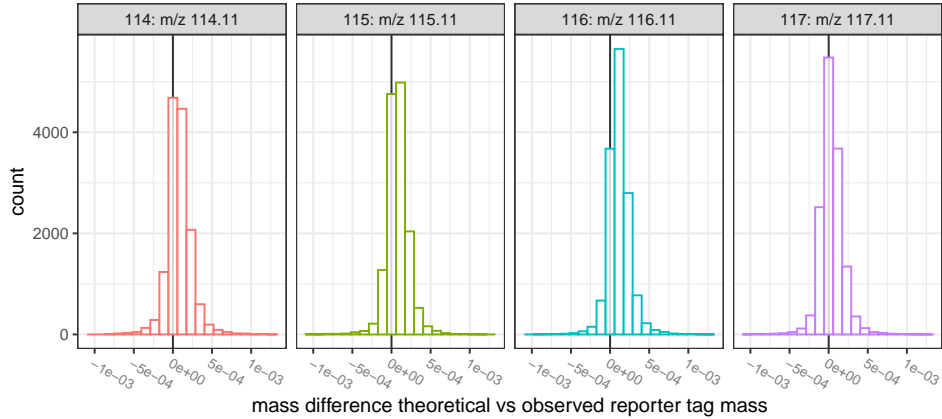 114: m/z 114.11 115: m/z 115.11 116: m/z 116.11 117: m/z 117.11
4000
2000
0
count
−1e−03 −5e−04 0e+00 5e−04 1e−03 −1e−03 −5e−04 0e+00 5e−04 1e−03 −1e−03 −5e−04 0e+00 5e−04 1e−03 −1e−03 −5e−04 0e+00 5e−04 1e−03
mass difference theoretical vs observed reporter tag mass